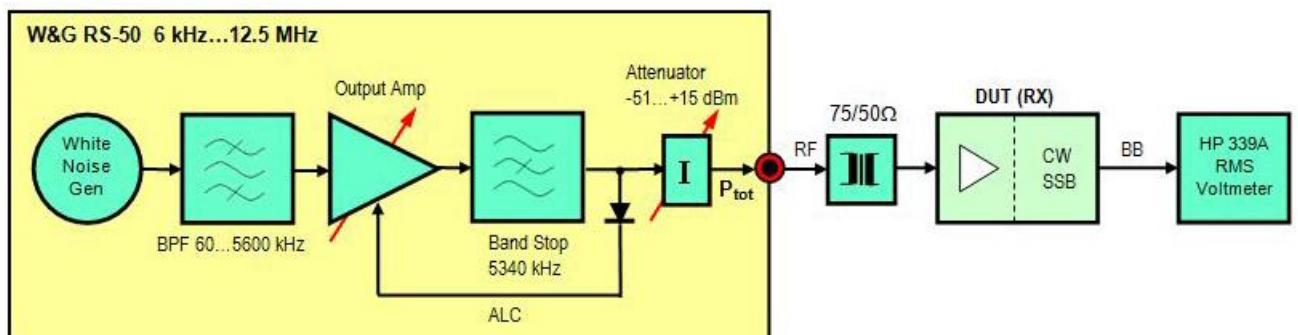 W&G RS-50 6 kHz…12.5 MHz
White
Noise
Gen
BPF 60…5600 kHz
Output Amp
Band Stop
5340 kHz
ALC
Attenuator
-51…+15 dBm
I
Ptot
RF
75/50Ω
DUT (RX)
CW
SSB
BB
HP 339A
RMS
Voltmeter